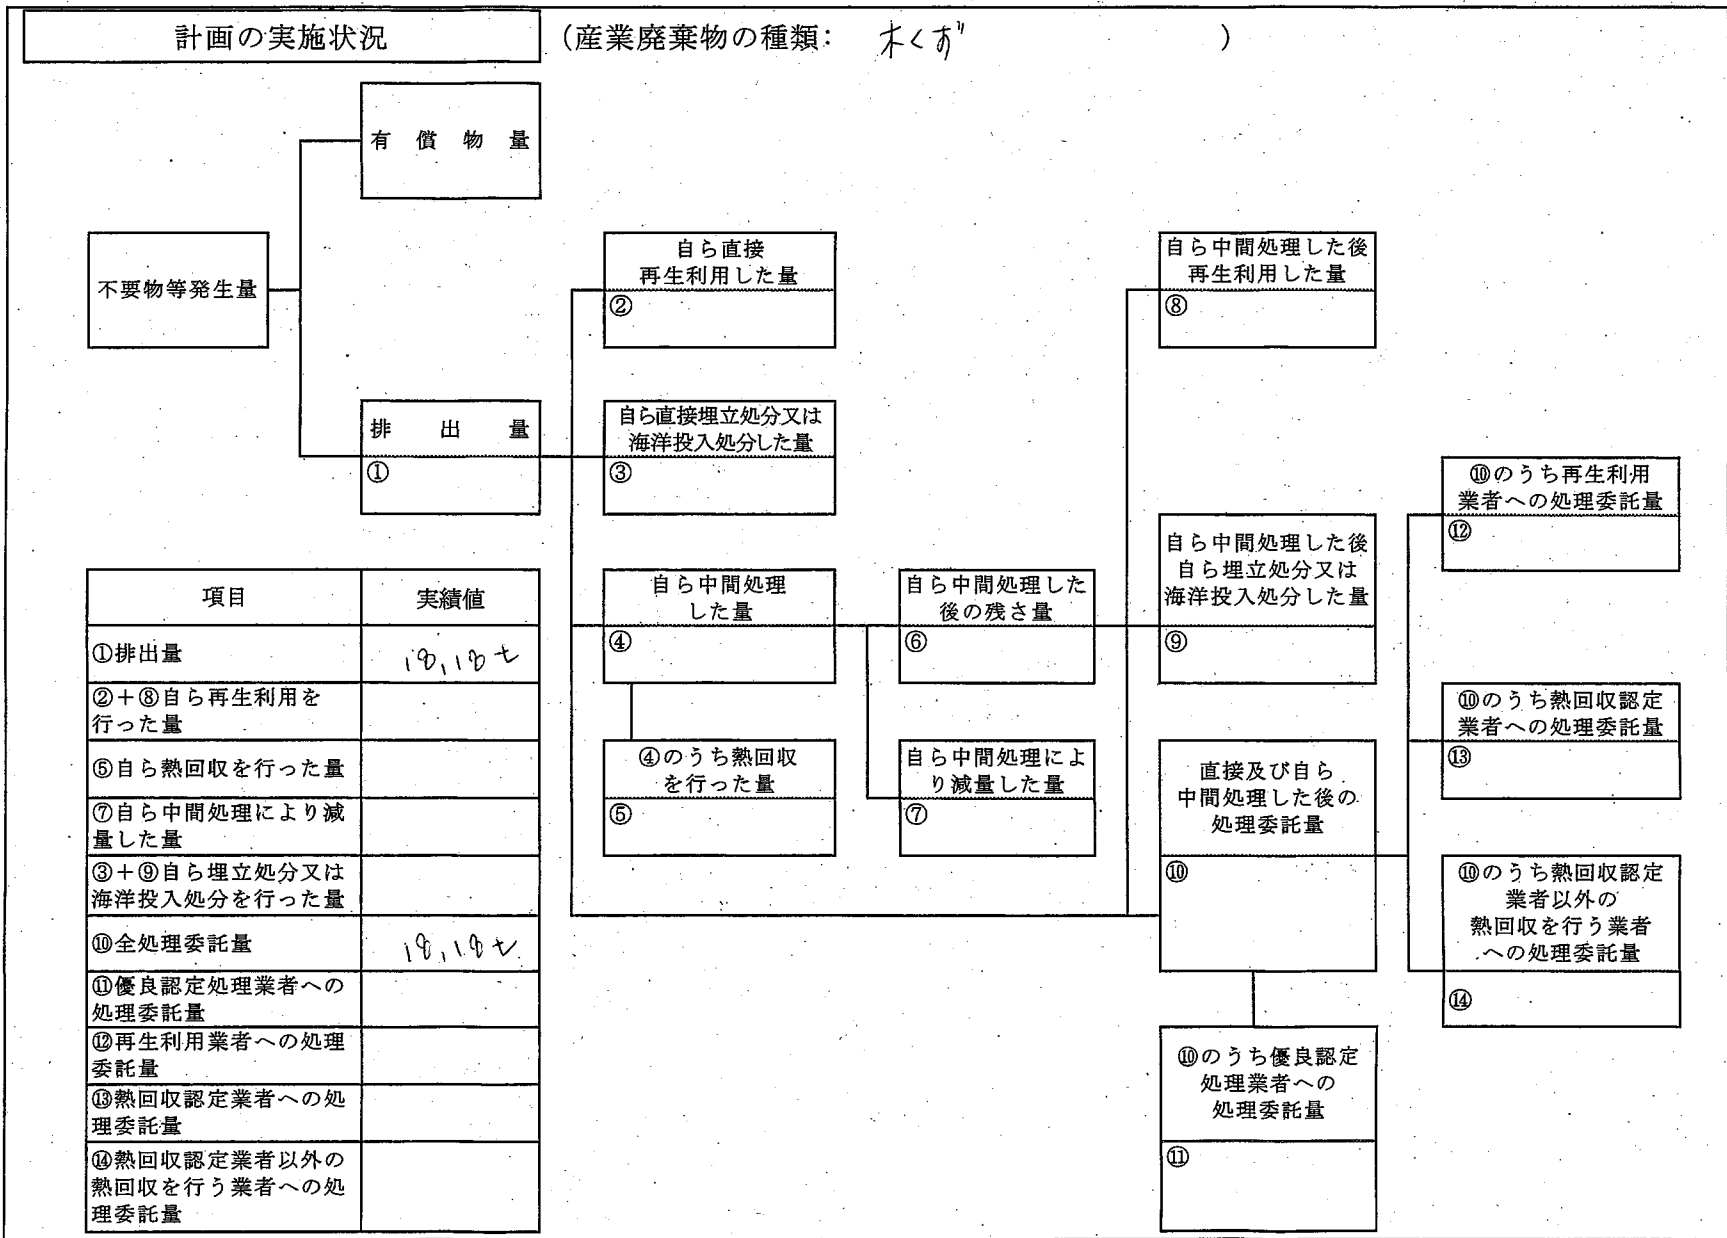 計画の実施状況
（産業廃棄物の種類： 木くず ）
有償物量
不要物等発生量
排出量
①
自ら直接
再生利用した量
②
自ら直接埋立処分又は
海洋投入処分した量
③
自ら中間処理
した量
④
④のうち熱回収
を行った量
⑤
自ら中間処理した
後の残さ量
⑥
自ら中間処理によ
り減量した量
⑦
自ら中間処理した後
再生利用した量
⑧
自ら中間処理した後
自ら埋立処分又は
海洋投入処分した量
⑨
直接及び自ら
中間処理した後の
処理委託量
⑩
⑩のうち優良認定
処理業者への
処理委託量
⑪
⑩のうち再生利用
業者への処理委託量
⑫
⑩のうち熱回収認定
業者への処理委託量
⑬
⑩のうち熱回収認定
業者以外の
熱回収を行う業者
への処理委託量
⑭
項目 実績値
①排出量 18,18t
②＋⑧自ら再生利用を
行った量
⑤自ら熱回収を行った量
⑦自ら中間処理により減
量した量
③＋⑨自ら埋立処分又は
海洋投入処分を行った量
⑩全処理委託量 18,18t
⑪優良認定処理業者への
処理委託量
⑫再生利用業者への処理
委託量
⑬熱回収認定業者への処
理委託量
⑭熱回収認定業者以外の
熱回収を行う業者への処
理委託量